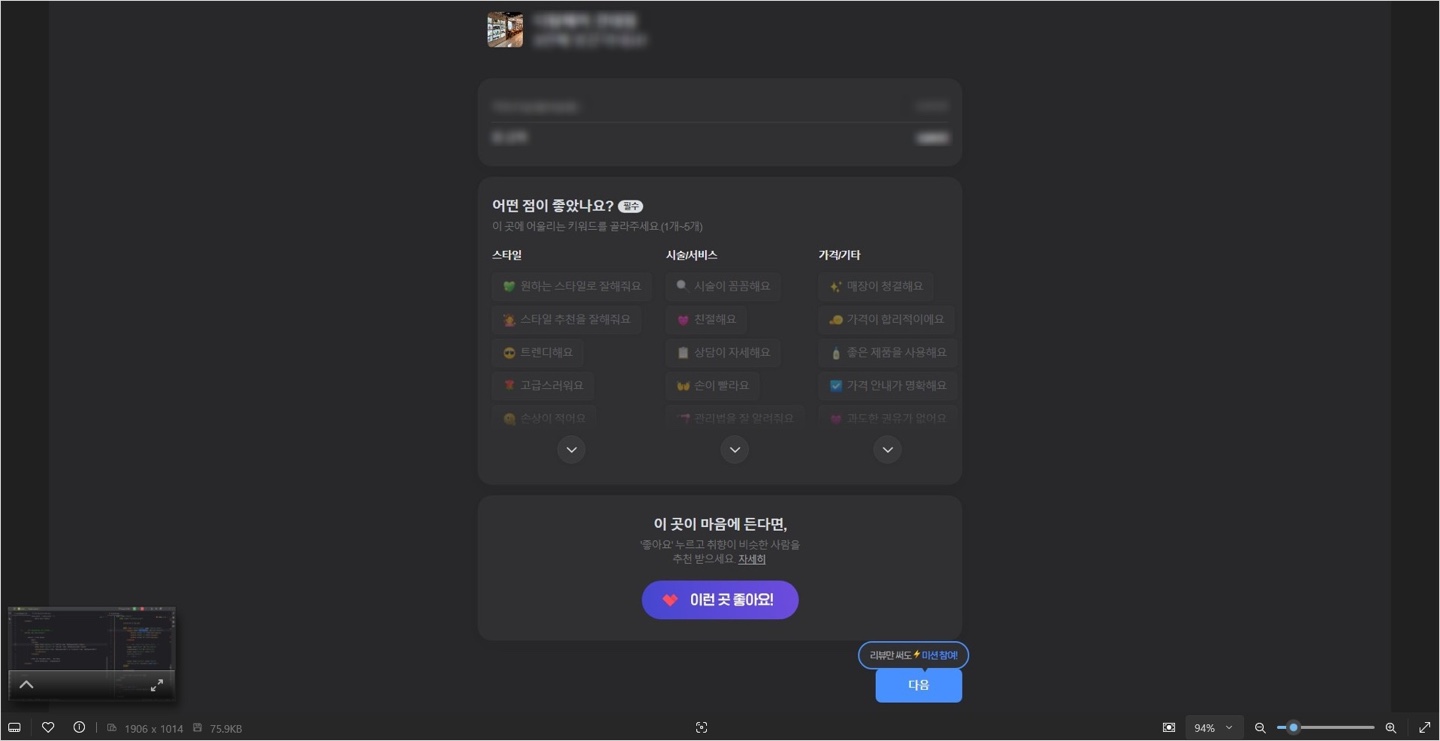 어떤 점이 좋았나요? 필수
이 곳에 어울리는 키워드를 골라주세요.(1개~5개)
스타일 시술/서비스 가격/기타
원하는 스타일로 잘해줘요 시술이 꼼꼼해요 매장이 청결해요
스타일 추천을 잘해줘요 친절해요 가격이 합리적이에요
트렌디해요 상담이 자세해요 좋은 제품을 사용해요
고급스러워요 손이 빨라요 가격 안내가 명확해요
손상이 적어요 관리법을 잘 알려줘요 과도한 권유가 없어요
이 곳이 마음에 든다면,
'좋아요' 누르고 취향이 비슷한 사람을
추천 받으세요. 자세히
이런 곳 좋아요!
리뷰만 써도⚡미션 참여!
다음
1906 x 1014 75.9KB 94%